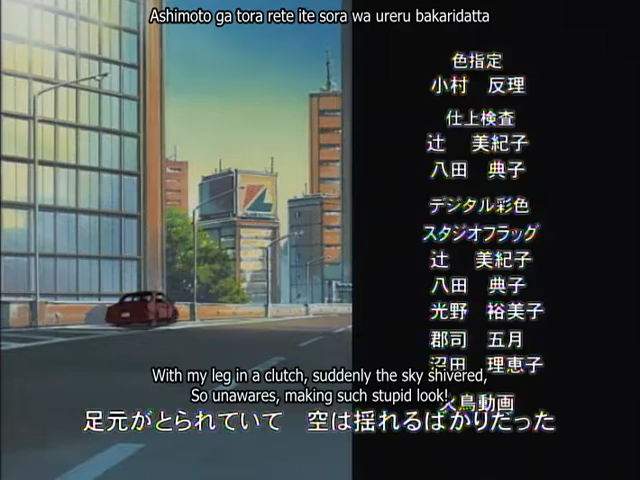 Ashimoto ga tora rete ite sora wa ureru bakaridatta
色指定
小村 反理
仕上検査
辻 美紀子
八田 典子
デジタル彩色
スタジオフラッグ
辻 美紀子
八田 典子
光野 裕美子
郡司 五月
沼田 理恵子
火鳥動画
With my leg in a clutch, suddenly the sky shivered,
So unawares, making such stupid look!
足元がとられていて 空は揺れるばかりだった